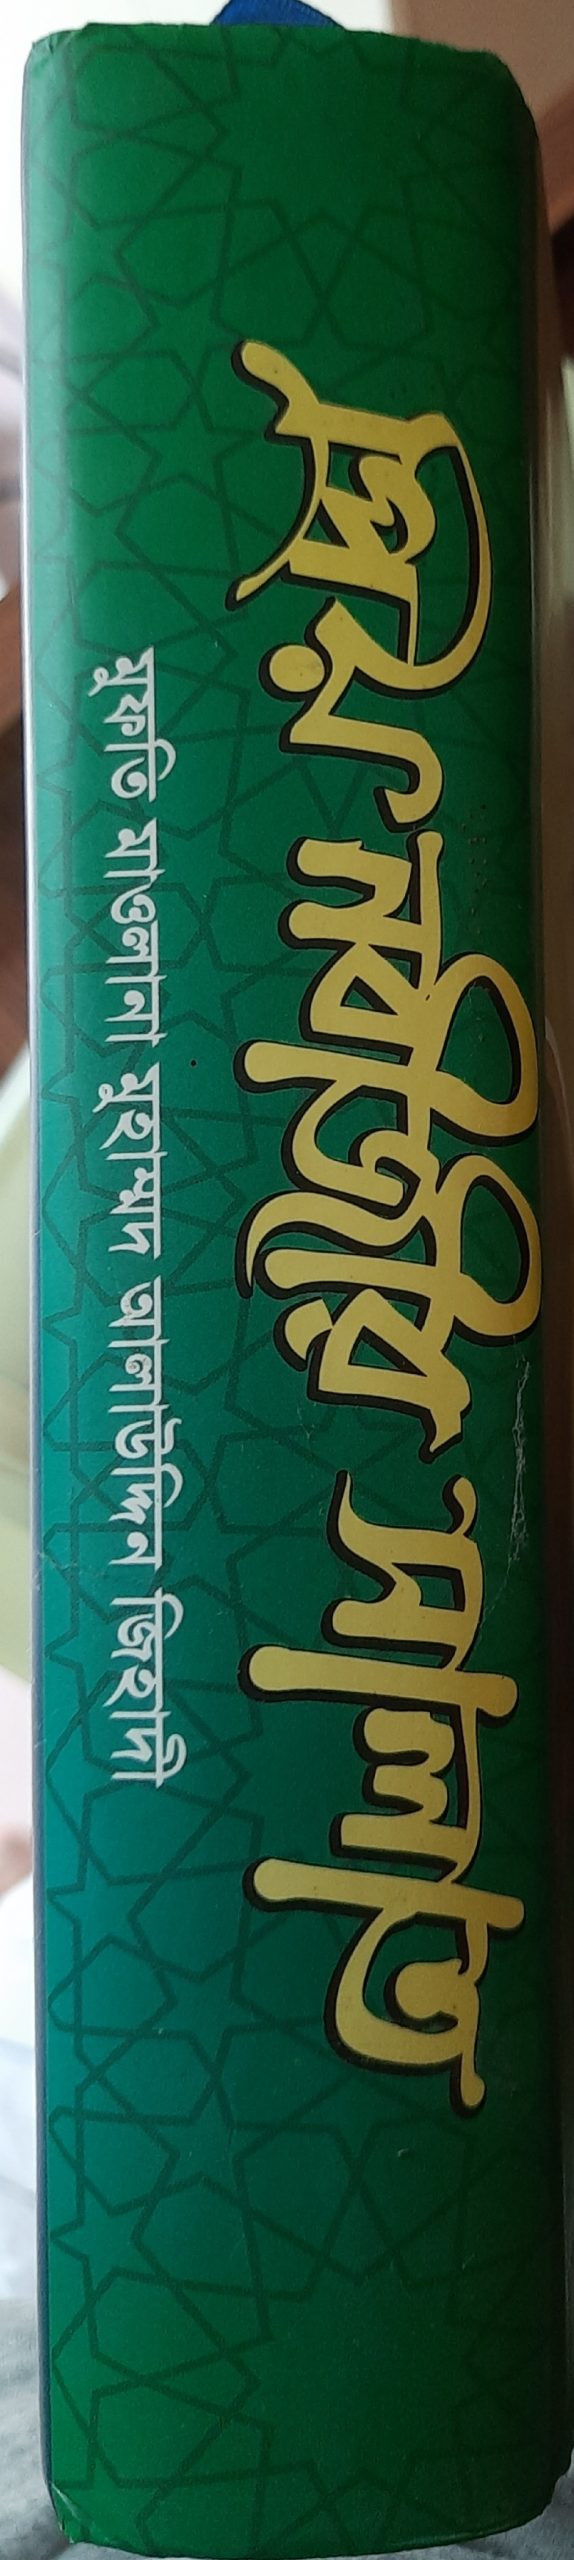 প্রিয় নবীজীর সালাত
মুফতি মাওলানা মুহাম্মদ আলাউদ্দিন জিহাদী